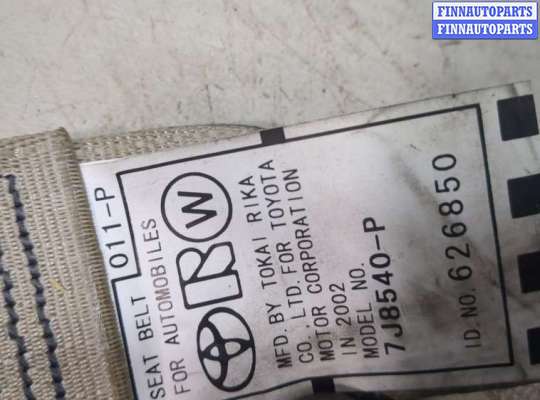 FINNAUTOPARTS
FINNAUTOPARTS
011-P
SEAT BELT
FOR AUTOMOBILES
R W
MFD. BY TOKAI RIKA
CO., LTD. FOR TOYOTA
MOTOR CORPORATION
IN 2002
MODEL NO.
7J8540-P
ID. NO. 626850